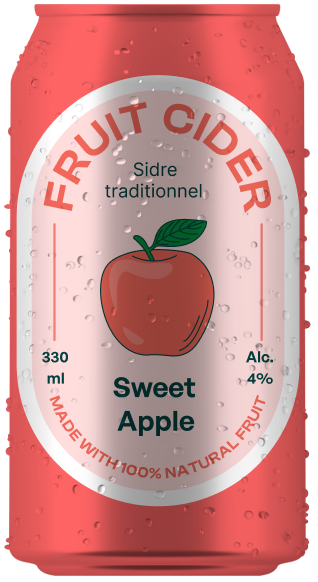 FRUIT CIDER
Sidre
traditionnel
330
ml
Alc.
4%
Sweet
Apple
MADE WITH 100% NATURAL FRUIT